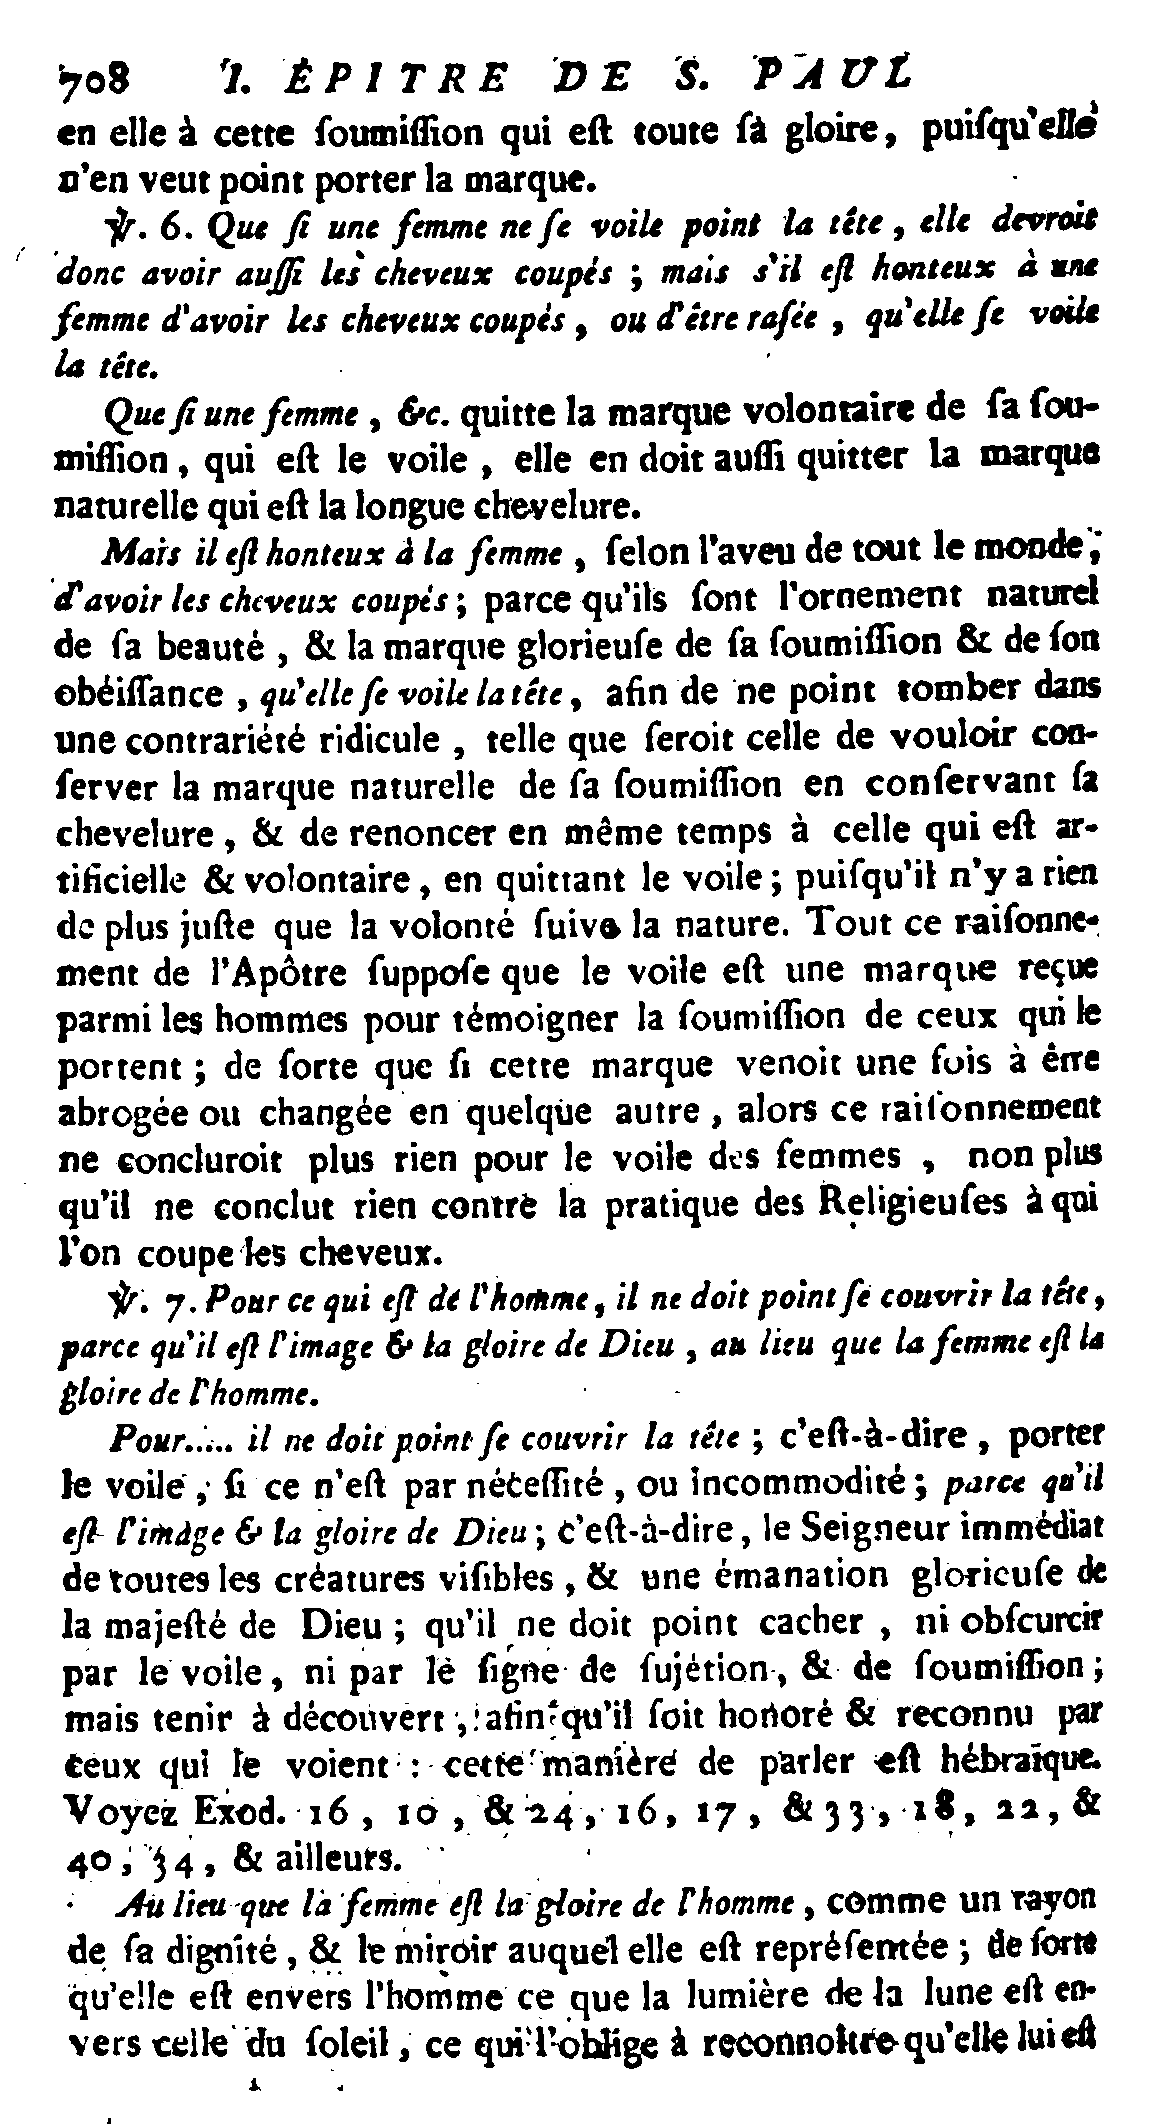 708 I. ÉPITRE DE S. PAUL
en elle à cette ſoumiſſion qui eſt toute ſa gloire, puiſqu'elle
n'en veut point porter la marque.
℣. 6. Que ſi une femme ne ſe voile point la tête, elle devroit
donc avoir auſſi les cheveux coupés ; mais s'il eſt honteux à une
femme d'avoir les cheveux coupés, ou d'être raſée, qu'elle ſe voile
la tête.
Que ſi une femme, &c. quitte la marque volontaire de ſa ſou-
miſſion, qui eſt le voile, elle en doit auſſi quitter la marque
naturelle qui eſt la longue chevelure.
Mais il eſt honteux à la femme, ſelon l'aveu de tout le monde,
d'avoir les cheveux coupés ; parce qu'ils ſont l'ornement naturel
de ſa beauté, & la marque glorieuſe de ſa ſoumiſſion & de ſon
obéiſſance, qu'elle ſe voile la tête, afin de ne point tomber dans
une contrariété ridicule, telle que ſeroit celle de vouloir con-
ſerver la marque naturelle de ſa ſoumiſſion en conſervant ſa
chevelure, & de renoncer en même temps à celle qui eſt ar-
tificielle & volontaire, en quittant le voile ; puiſqu'il n'y a rien
de plus juſte que la volonté ſuive la nature. Tout ce raiſonne-
ment de l'Apôtre ſuppoſe que le voile eſt une marque reçue
parmi les hommes pour témoigner la ſoumiſſion de ceux qui le
portent ; de ſorte que ſi cette marque venoit une fois à être
abrogée ou changée en quelque autre, alors ce raiſonnement
ne concluroit plus rien pour le voile des femmes, non plus
qu'il ne conclut rien contre la pratique des Religieuſes à qui
l'on coupe les cheveux.
℣. 7. Pour ce qui eſt de l'homme, il ne doit point ſe couvrir la tête,
parce qu'il eſt l'image & la gloire de Dieu, au lieu que la femme eſt la
gloire de l'homme.
Pour..... il ne doit point ſe couvrir la tête ; c'eſt-à-dire, porter
le voile, ſi ce n'eſt par néceſſité, ou incommodité ; parce qu'il
eſt l'image & la gloire de Dieu ; c'eſt-à-dire, le Seigneur immédiat
de toutes les créatures viſibles, & une émanation glorieuſe de
la majeſté de Dieu ; qu'il ne doit point cacher, ni obſcurcir
par le voile, ni par le ſigne de ſujétion, & de ſoumiſſion ;
mais tenir à découvert, afin qu'il ſoit honoré & reconnu par
ceux qui le voient : cette manière de parler eſt hébraïque.
Voyez Exod. 16, 10, & 24, 16, 17, & 33, 18, 22, &
40, 34, & ailleurs.
Au lieu que la femme eſt la gloire de l'homme, comme un rayon
de ſa dignité, & le miroir auquel elle eſt repréſentée ; de ſorte
qu'elle eſt envers l'homme ce que la lumière de la lune eſt en-
vers celle du ſoleil, ce qui l'oblige à reconnoître qu'elle lui eſt